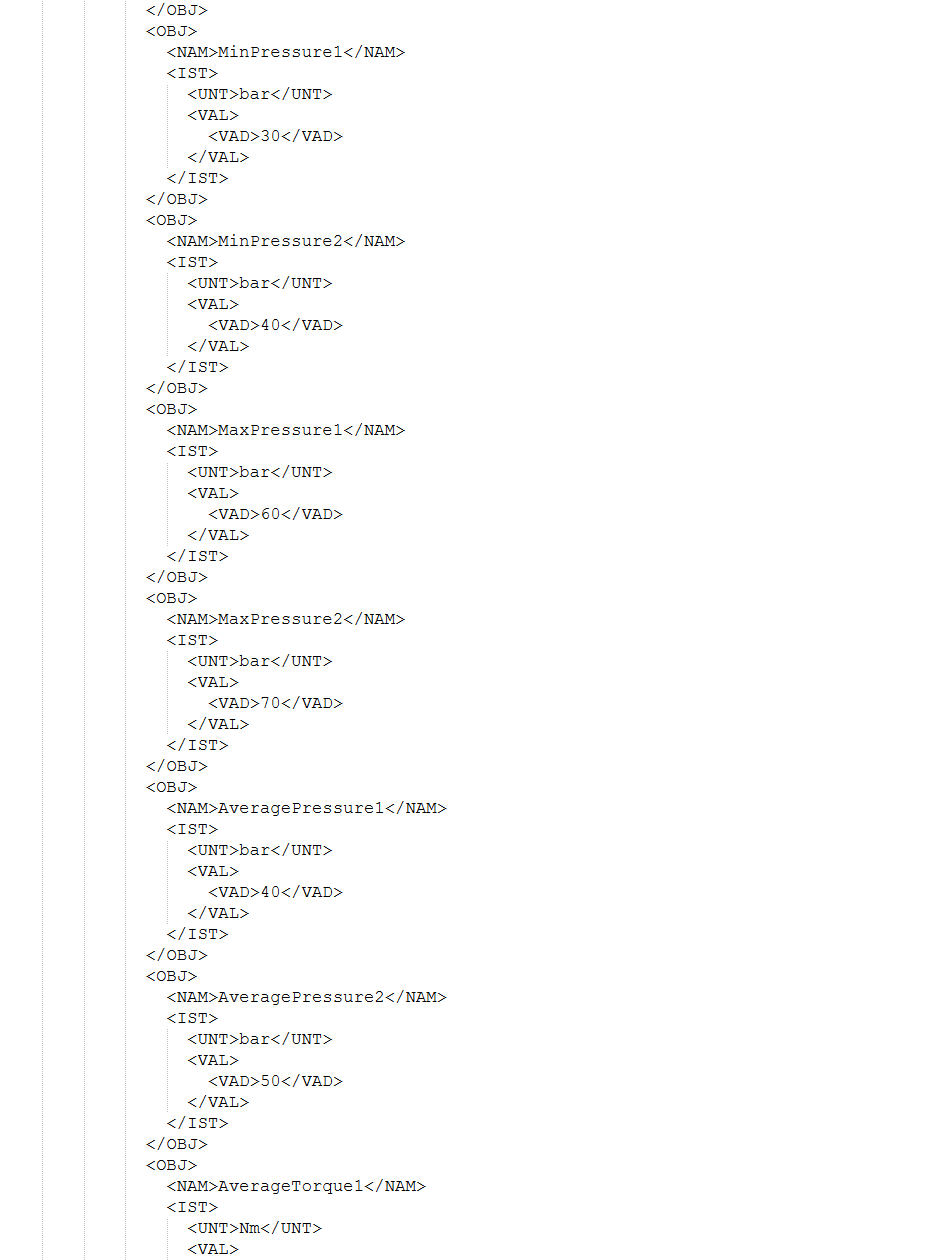 </OBJ>
<OBJ>
<NAM>MinPressure1</NAM>
<IST>
<UNT>bar</UNT>
<VAL>
<VAD>30</VAD>
</VAL>
</IST>
</OBJ>
<OBJ>
<NAM>MinPressure2</NAM>
<IST>
<UNT>bar</UNT>
<VAL>
<VAD>40</VAD>
</VAL>
</IST>
</OBJ>
<OBJ>
<NAM>MaxPressure1</NAM>
<IST>
<UNT>bar</UNT>
<VAL>
<VAD>60</VAD>
</VAL>
</IST>
</OBJ>
<OBJ>
<NAM>MaxPressure2</NAM>
<IST>
<UNT>bar</UNT>
<VAL>
<VAD>70</VAD>
</VAL>
</IST>
</OBJ>
<OBJ>
<NAM>AveragePressure1</NAM>
<IST>
<UNT>bar</UNT>
<VAL>
<VAD>40</VAD>
</VAL>
</IST>
</OBJ>
<OBJ>
<NAM>AveragePressure2</NAM>
<IST>
<UNT>bar</UNT>
<VAL>
<VAD>50</VAD>
</VAL>
</IST>
</OBJ>
<OBJ>
<NAM>AverageTorque1</NAM>
<IST>
<UNT>Nm</UNT>
<VAL>